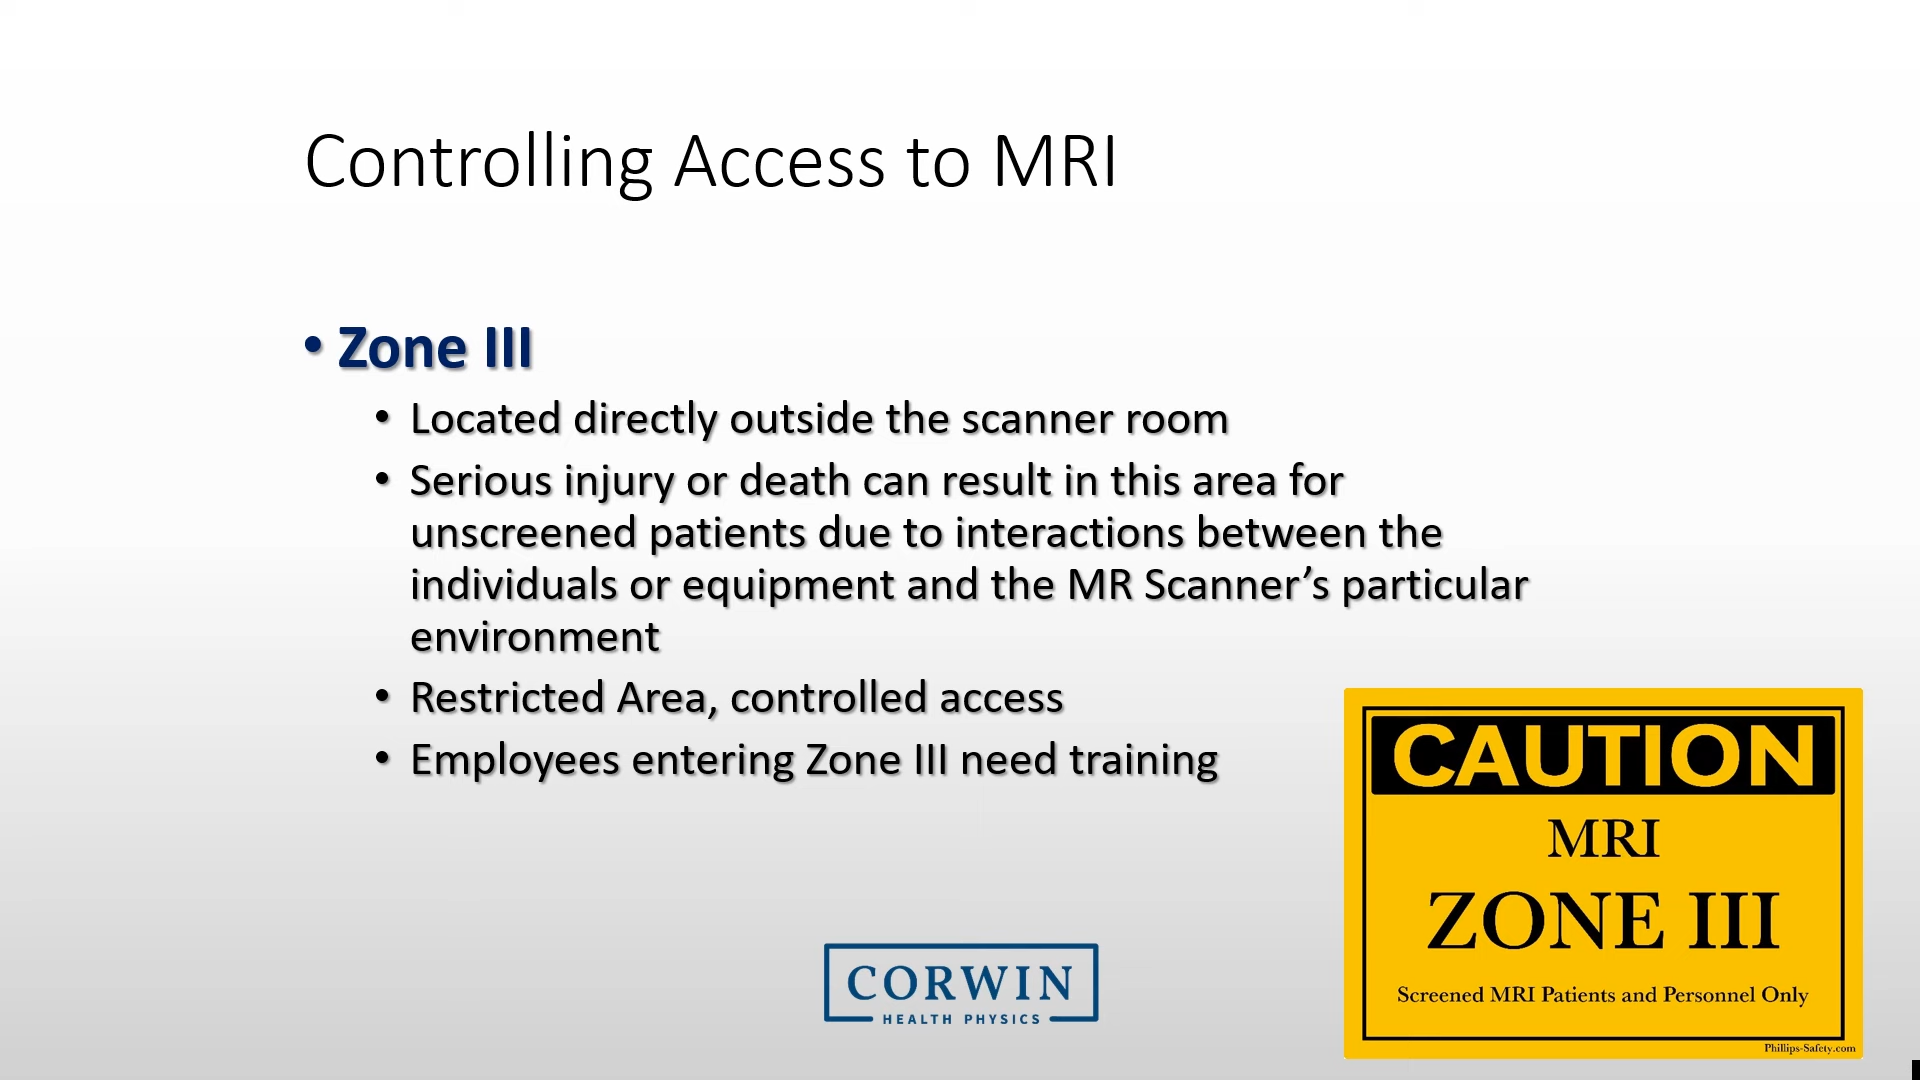 Controlling Access to MRI
• Zone III
• Located directly outside the scanner room
• Serious injury or death can result in this area for
unscreened patients due to interactions between the
individuals or equipment and the MR Scanner’s particular
environment
• Restricted Area, controlled access
• Employees entering Zone III need training
CAUTION
MRI
ZONE III
Screened MRI Patients and Personnel Only
Phillips-Safety.com
CORWIN
HEALTH PHYSICS